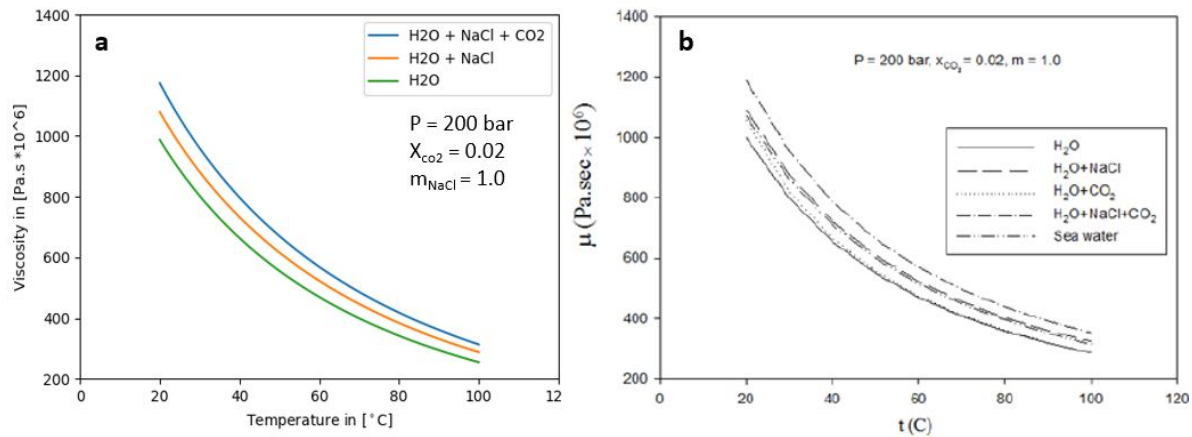 a
1400
1200
1000
800
600
400
200
0
20
40
60
80
100
12
Viscosity in [Pa.s *10^6]
Temperature in [°C]
H2O + NaCl + CO2
H2O + NaCl
H2O
P = 200 bar
Xco2 = 0.02
mNaCl = 1.0
b
1400
1200
1000
800
600
400
200
0
20
40
60
80
100
120
μ (Pa.sec × 10⁶)
t (C)
P = 200 bar, xCO₂ = 0.02, m = 1.0
H₂O
H₂O+NaCl
H₂O+CO₂
H₂O+NaCl+CO₂
Sea water